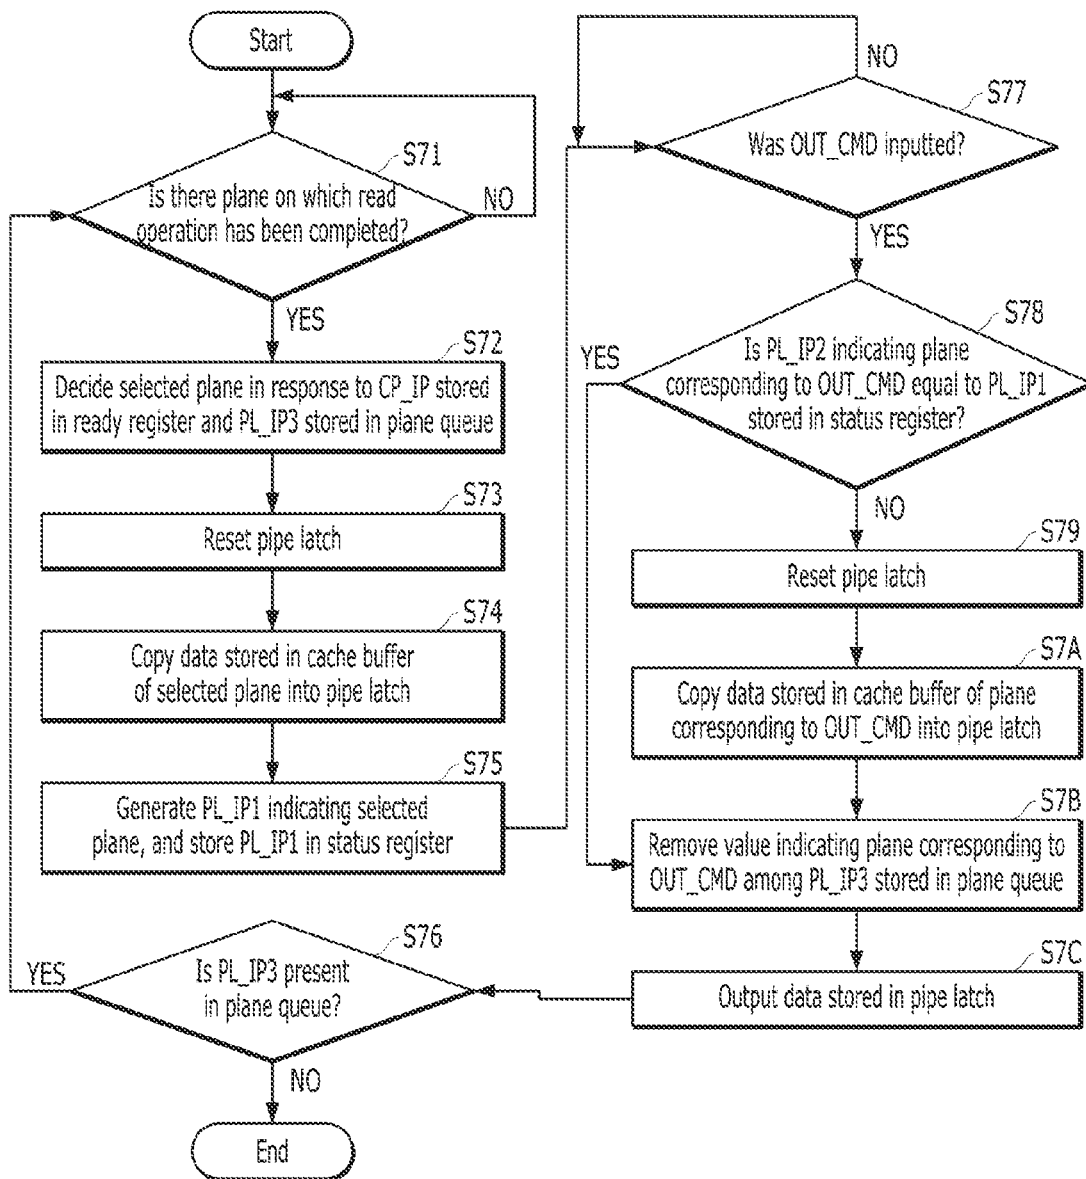 Start
S71
Is there plane on which read
operation has been completed?
NO
YES
S72
Decide selected plane in response to CP_IP stored
in ready register and PL_IP3 stored in plane queue
S73
Reset pipe latch
S74
Copy data stored in cache buffer
of selected plane into pipe latch
S75
Generate PL_IP1 indicating selected
plane, and store PL_IP1 in status register
S76
YES
Is PL_IP3 present
in plane queue?
NO
End
NO
S77
Was OUT_CMD inputted?
YES
S78
YES
Is PL_IP2 indicating plane
corresponding to OUT_CMD equal to PL_IP1
stored in status register?
NO
S79
Reset pipe latch
S7A
Copy data stored in cache buffer of plane
corresponding to OUT_CMD into pipe latch
S7B
Remove value indicating plane corresponding to
OUT_CMD among PL_IP3 stored in plane queue
S7C
Output data stored in pipe latch